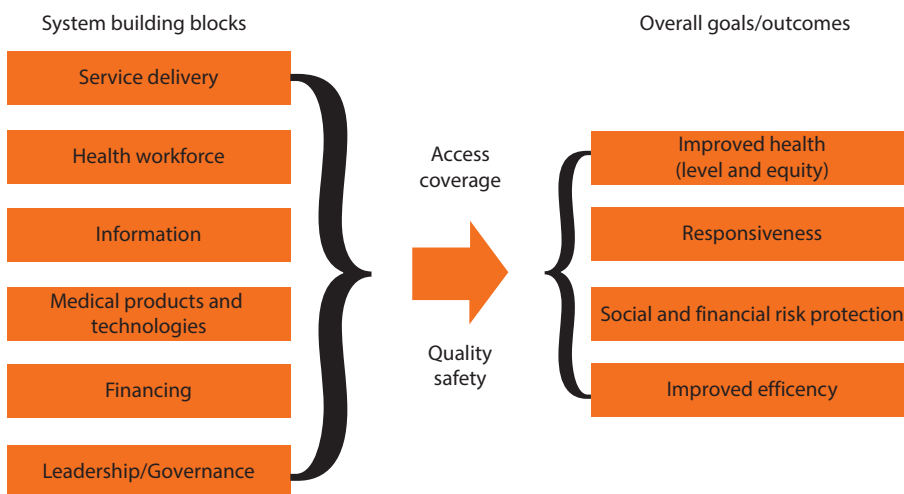 System building blocks
Overall goals/outcomes
Service delivery
Health workforce
Information
Medical products and
technologies
Financing
Leadership/Governance
Access
coverage
Quality
safety
Improved health
(level and equity)
Responsiveness
Social and financial risk protection
Improved efficency